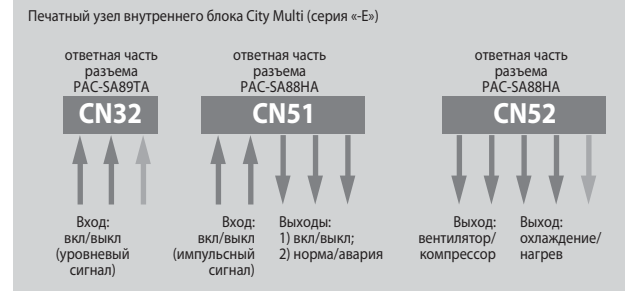 Печатный узел внутреннего блока City Multi (серия «-E»)
ответная часть
разъема
PAC-SA89TA
CN32
Вход:
вкл/выкл
(уровневый
сигнал)
ответная часть
разъема
PAC-SA88HA
CN51
Вход:
вкл/выкл
(импульсный
сигнал)
Выходы:
1) вкл/выкл;
2) норма/авария
ответная часть
разъема
PAC-SA88HA
CN52
Выход:
вентилятор/
компрессор
Выход:
охлаждение/
нагрев